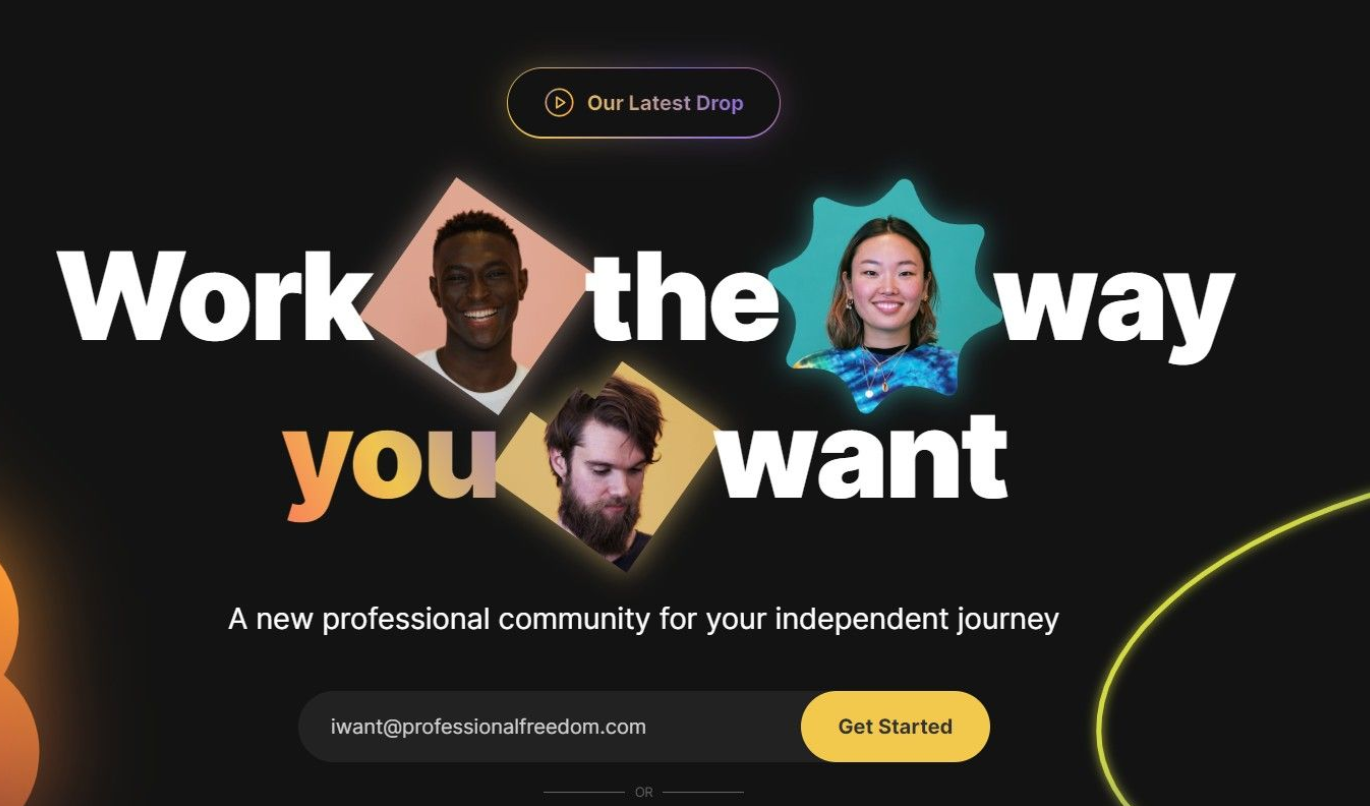 Our Latest Drop
Work the way
you want
A new professional community for your independent journey
iwant@professionalfreedom.com Get Started
OR